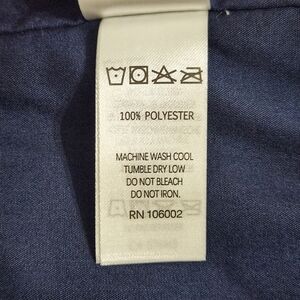 100% POLYESTER
MACHINE WASH COOL
TUMBLE DRY LOW
DO NOT BLEACH
DO NOT IRON.
RN 106002